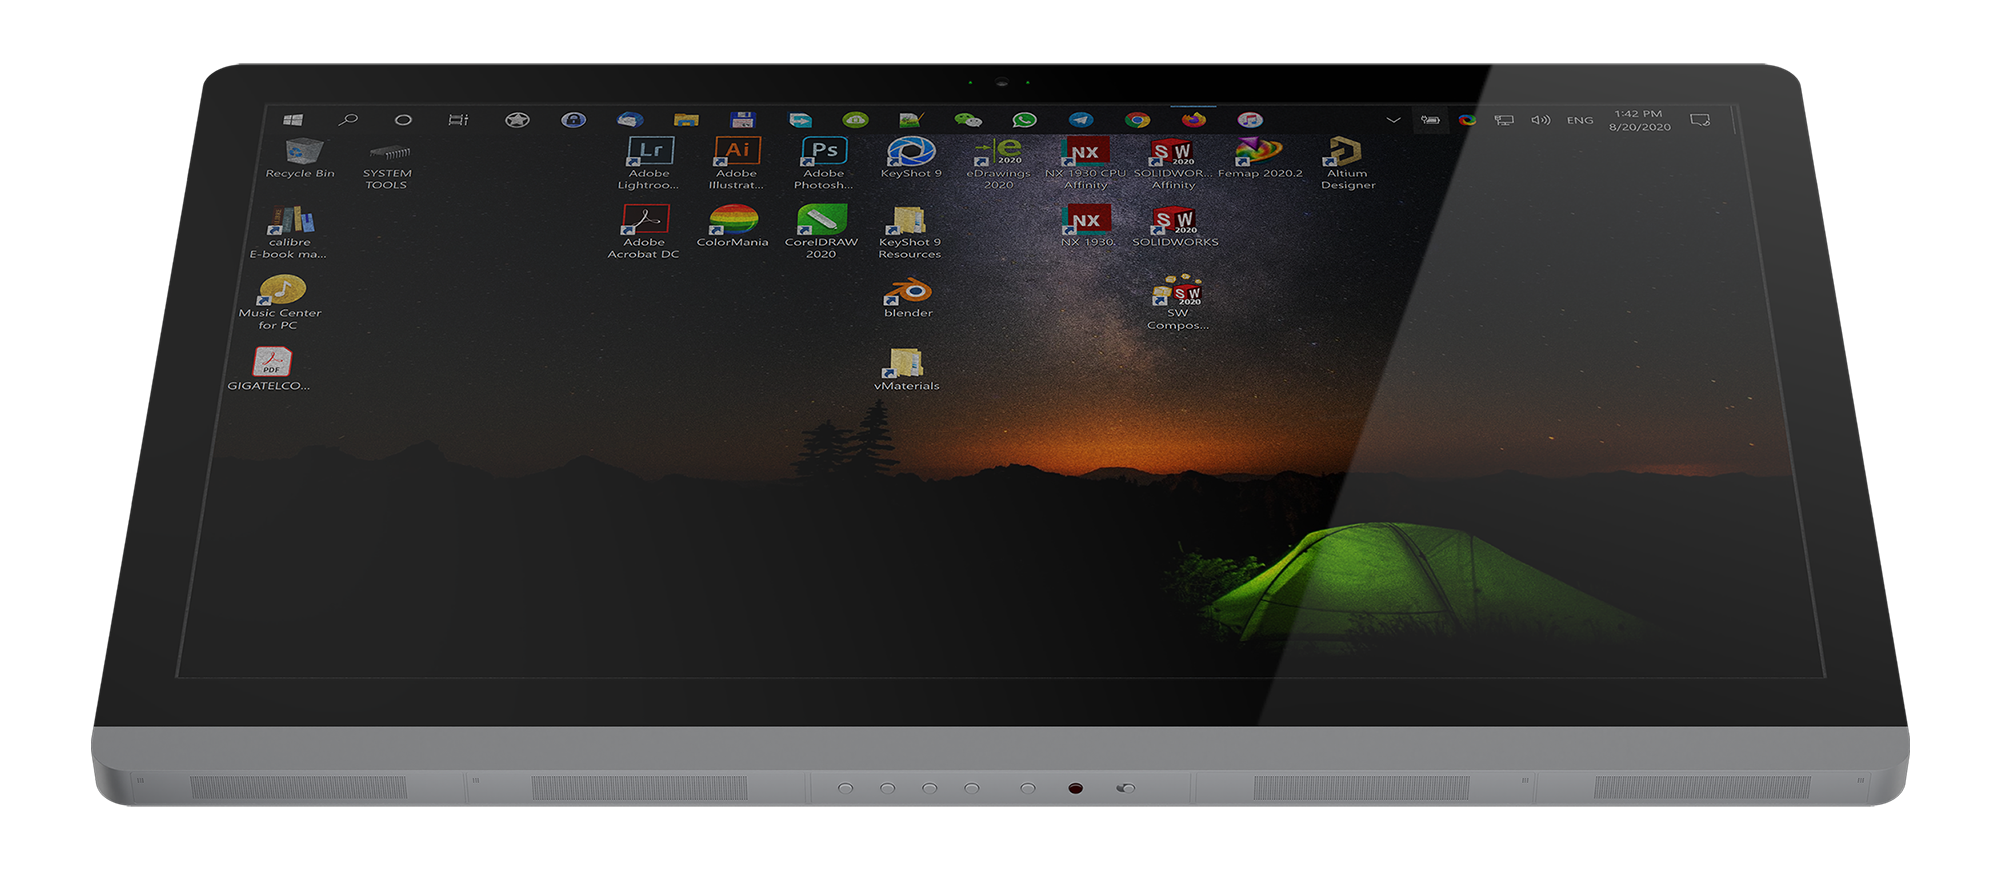 ENG
1:42 PM
8/20/2020
Recycle Bin
SYSTEM
TOOLS
Lr
Adobe
Lightroo...
Ai
Adobe
Illustrat...
Ps
Adobe
Photosh...
KeyShot 9
e
2020
eDrawings
2020
NX
NX 1930 CPU
Affinity
SW
2020
SOLIDWOR...
Affinity
Femap 2020.2
Altium
Designer
calibre
E-book ma...
Adobe
Acrobat DC
ColorMania
CorelDRAW
2020
KeyShot 9
Resources
NX
NX 1930.
SW
2020
SOLIDWORKS
Music Center
for PC
blender
SW
2020
SW
Compos...
PDF
GIGATELCO...
vMaterials